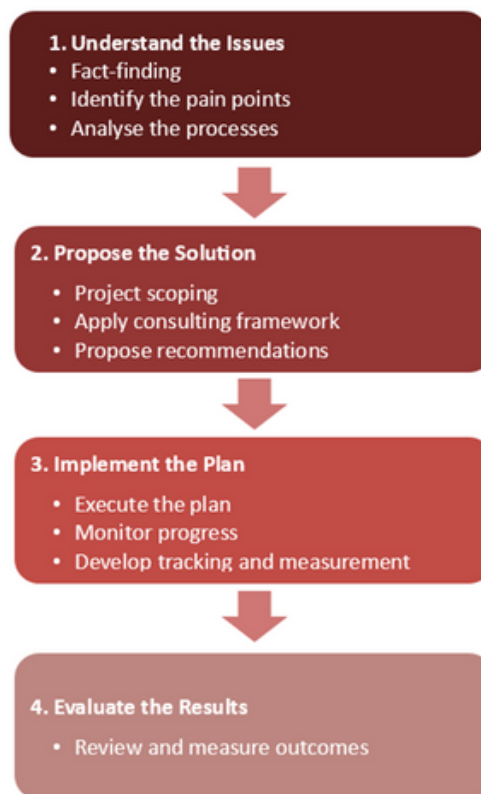 1. Understand the Issues
• Fact-finding
• Identify the pain points
• Analyse the processes
2. Propose the Solution
• Project scoping
• Apply consulting framework
• Propose recommendations
3. Implement the Plan
• Execute the plan
• Monitor progress
• Develop tracking and measurement
4. Evaluate the Results
• Review and measure outcomes